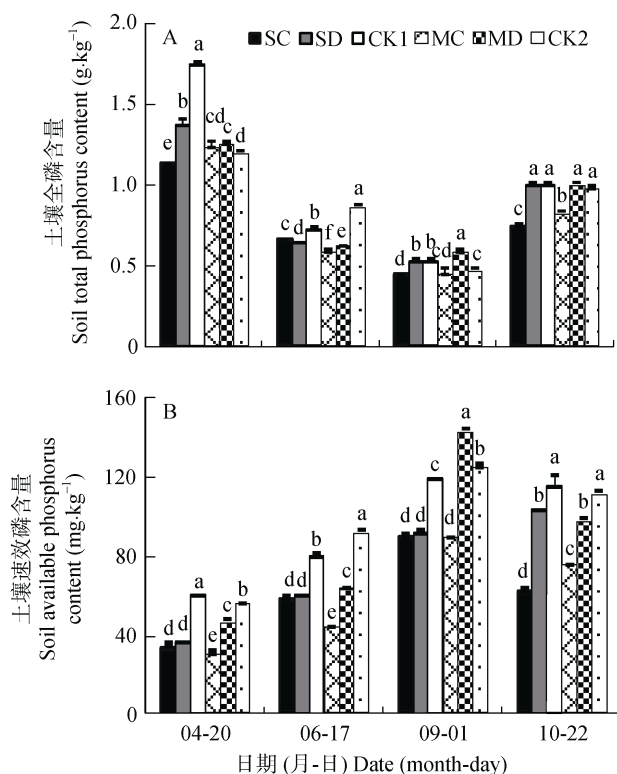 A
SC SD CK1 MC MD CK2
土壤全磷含量
Soil total phosphorus content (g·kg⁻¹)
2.0
1.5
1.0
0.5
0
e b a cd c d
c d b f e a
d b b cd a c
c a a b a a
B
土壤速效磷含量
Soil available phosphorus
content (mg·kg⁻¹)
160
120
80
40
0
d d a e c b
d d b e c a
d d c d a b
d b a c b a
04-20 06-17 09-01 10-22
日期 (月-日) Date (month-day)